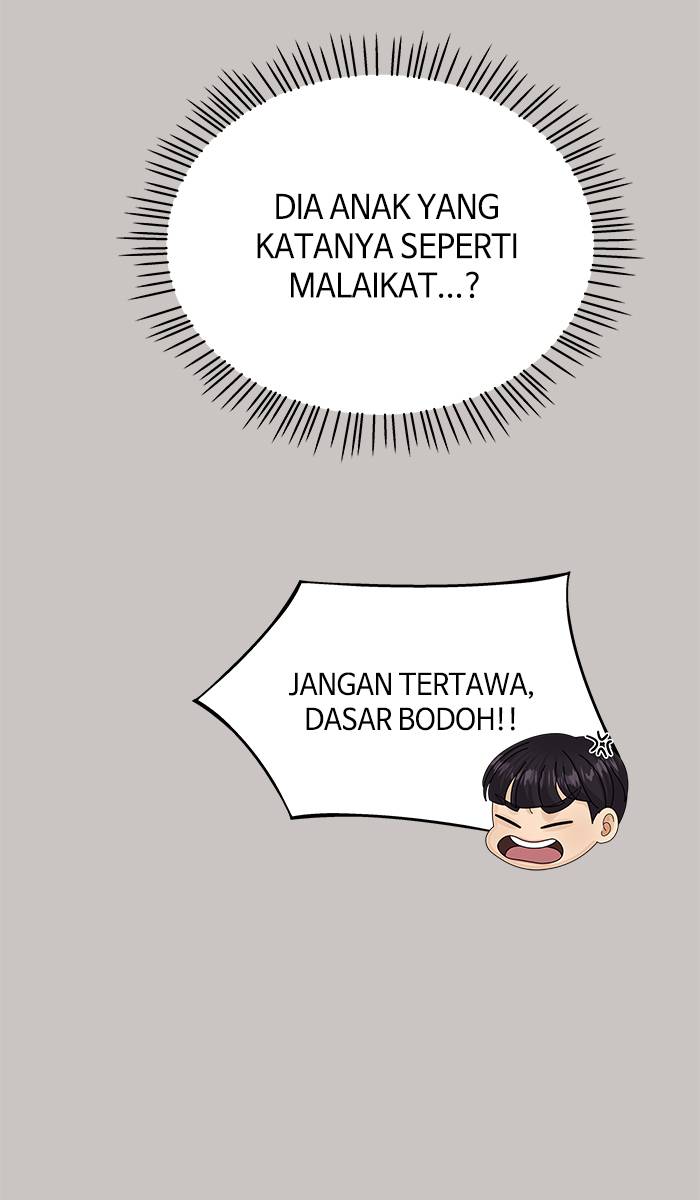 DIA ANAK YANG
KATANYA SEPERTI
MALAIKAT...?
JANGAN TERTAWA,
DASAR BODOH!!